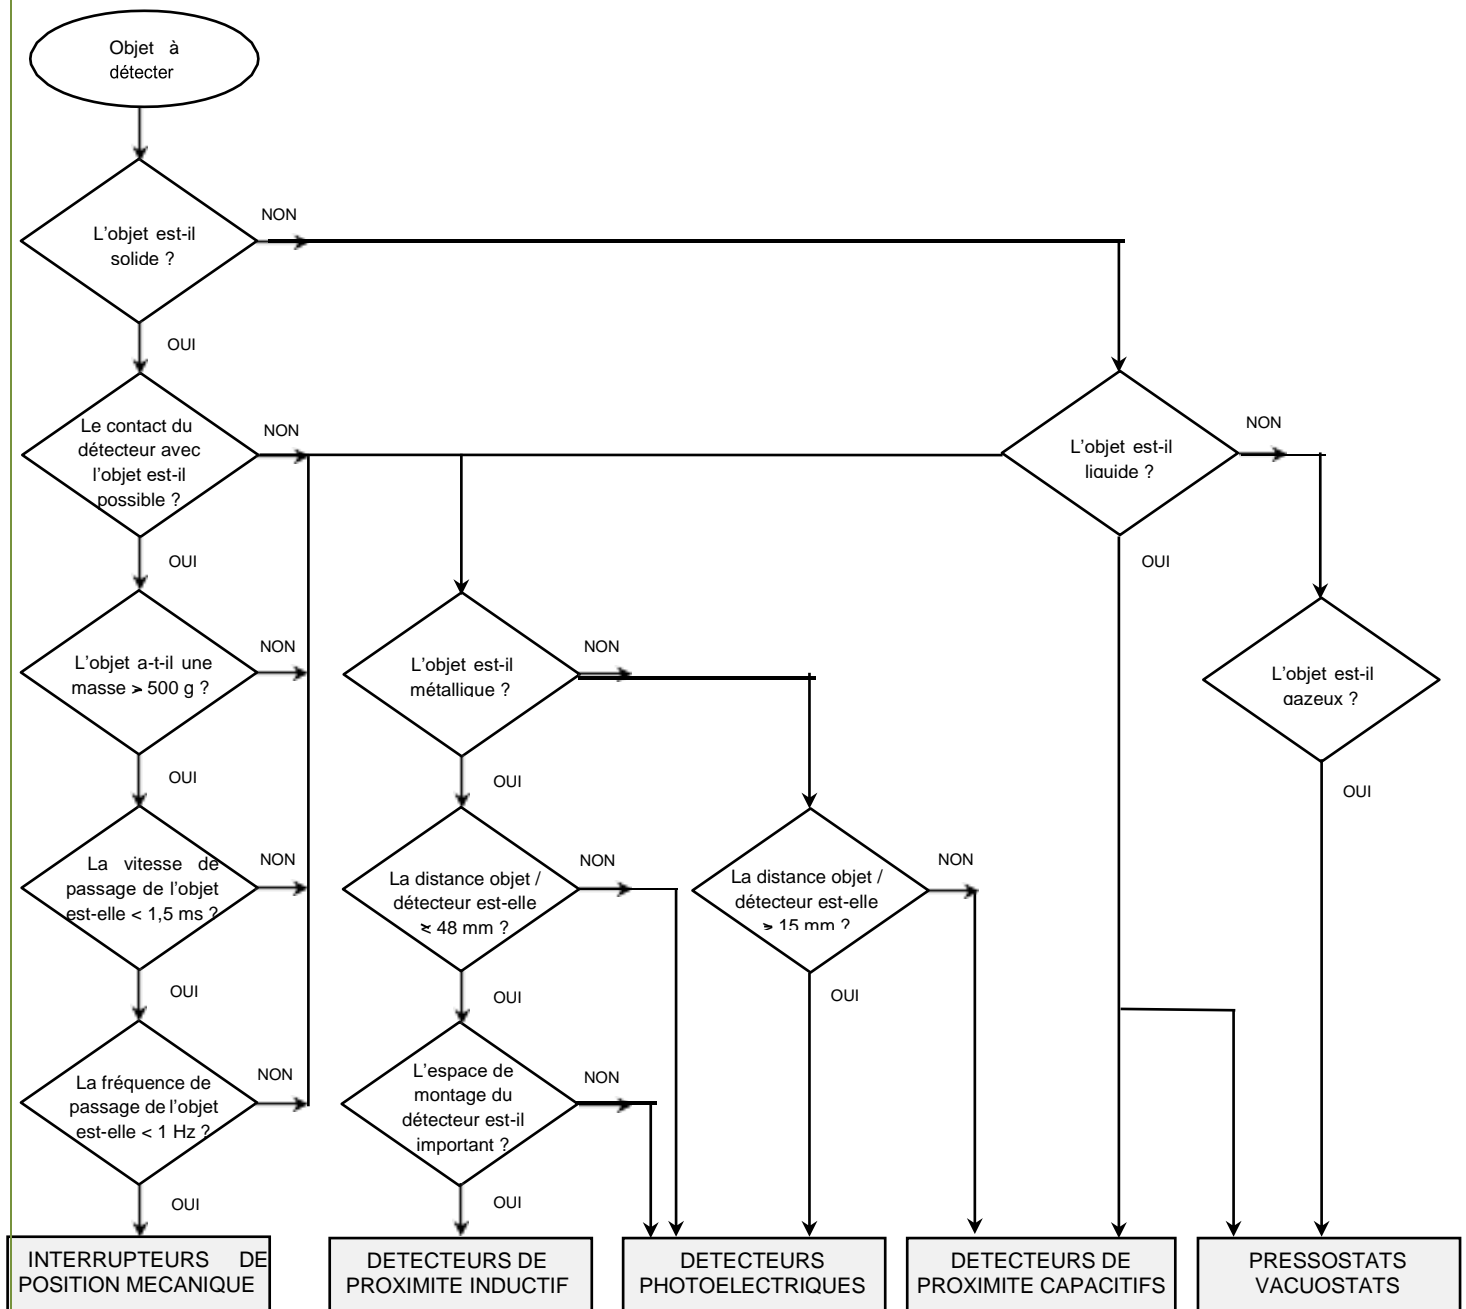 Objet à
détecter
L'objet est-il
solide ?
NON
OUI
Le contact du
détecteur avec
l'objet est-il
possible ?
NON
OUI
L'objet est-il
liquide ?
NON
OUI
L'objet a-t-il une
masse > 500 g ?
NON
OUI
L'objet est-il
métallique ?
NON
OUI
L'objet est-il
gazeux ?
OUI
La vitesse de
passage de l'objet
est-elle < 1,5 ms ?
NON
OUI
La distance objet /
détecteur est-elle
< 48 mm ?
NON
OUI
La distance objet /
détecteur est-elle
> 15 mm ?
NON
OUI
La fréquence de
passage de l'objet
est-elle < 1 Hz ?
NON
OUI
L'espace de
montage du
détecteur est-il
important ?
NON
OUI
INTERRUPTEURS DE
POSITION MECANIQUE
DETECTEURS DE
PROXIMITE INDUCTIF
DETECTEURS
PHOTOELECTRIQUES
DETECTEURS DE
PROXIMITE CAPACITIFS
PRESSOSTATS
VACUOSTATS